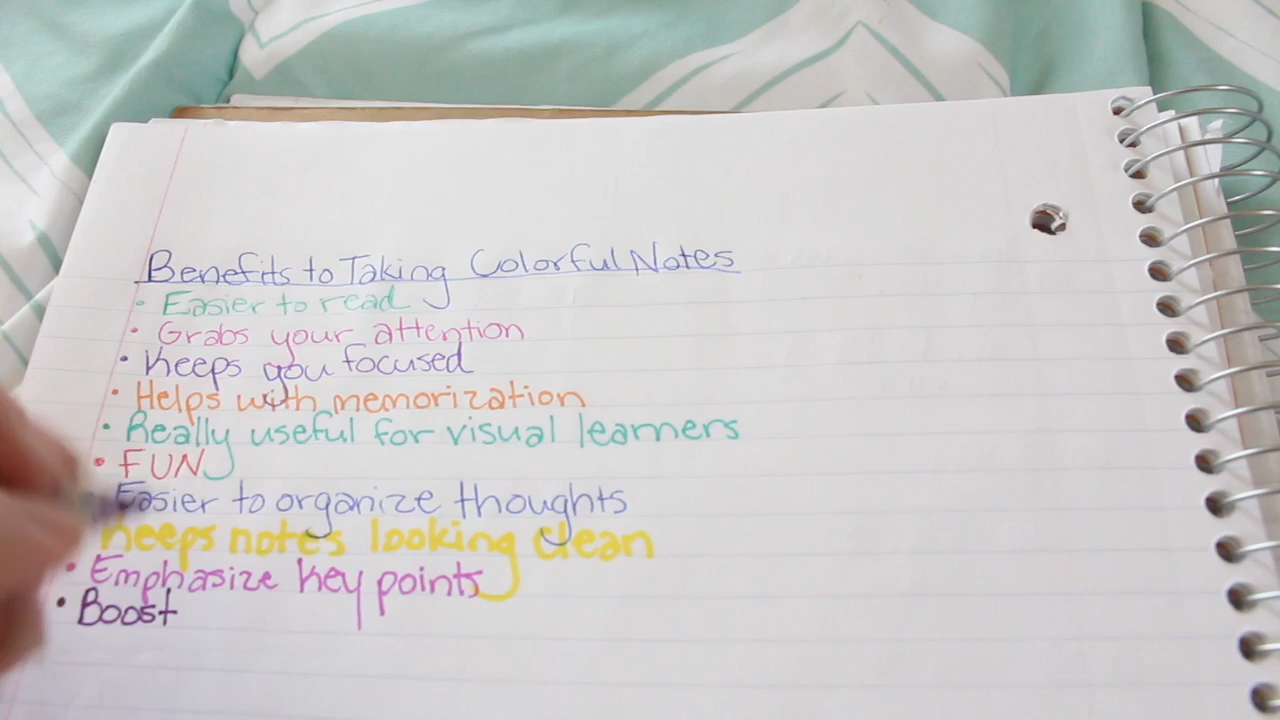 Benefits to Taking Colorful Notes
• Easier to read
• Grabs your attention
• Keeps you focused
• Helps with memorization
• Really useful for visual learners
• FUN
Easier to organize thoughts
Keeps notes looking clean
• Emphasize key points
• Boost